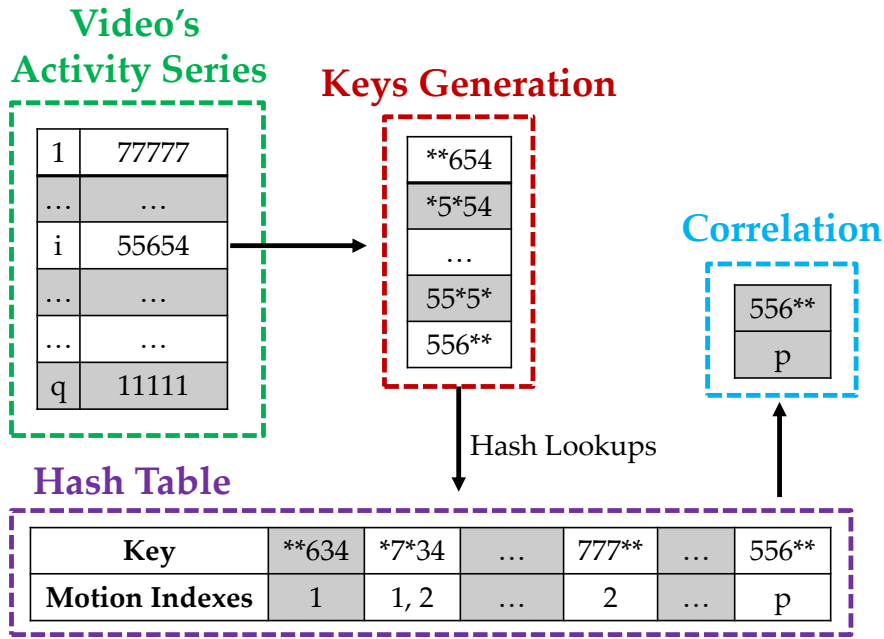 Video's
Activity Series
1 77777
... ...
i 55654
... ...
... ...
q 11111
Keys Generation
**654
*5*54
...
55*5*
556**
Correlation
556**
p
Hash Lookups
Hash Table
Key **634 *7*34 ... 777** ... 556**
Motion Indexes 1 1, 2 ... 2 ... p